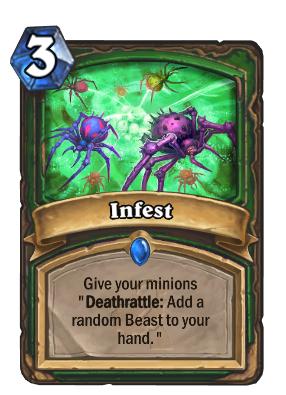 3
Infest
Give your minions
"Deathrattle: Add a
random Beast to your
hand."